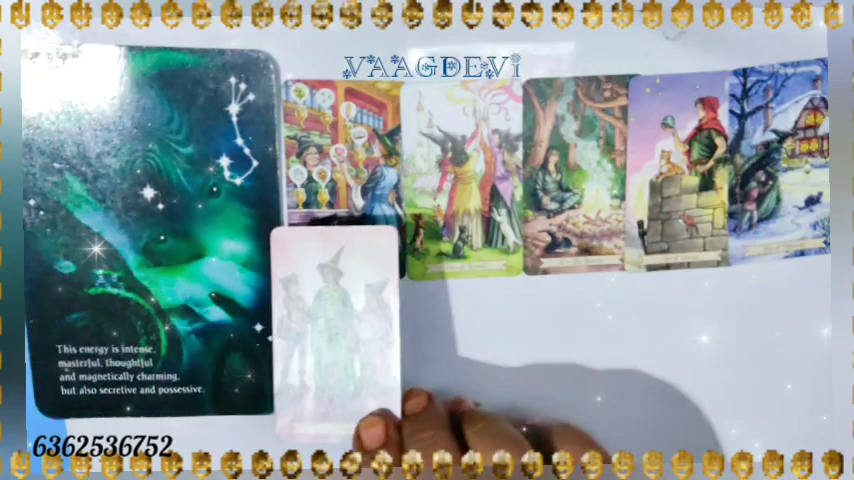 VAAGDEVI
This energy is intense,
masterful, thoughtful
and magnetically charming,
but also secretive and possessive.
6362536752